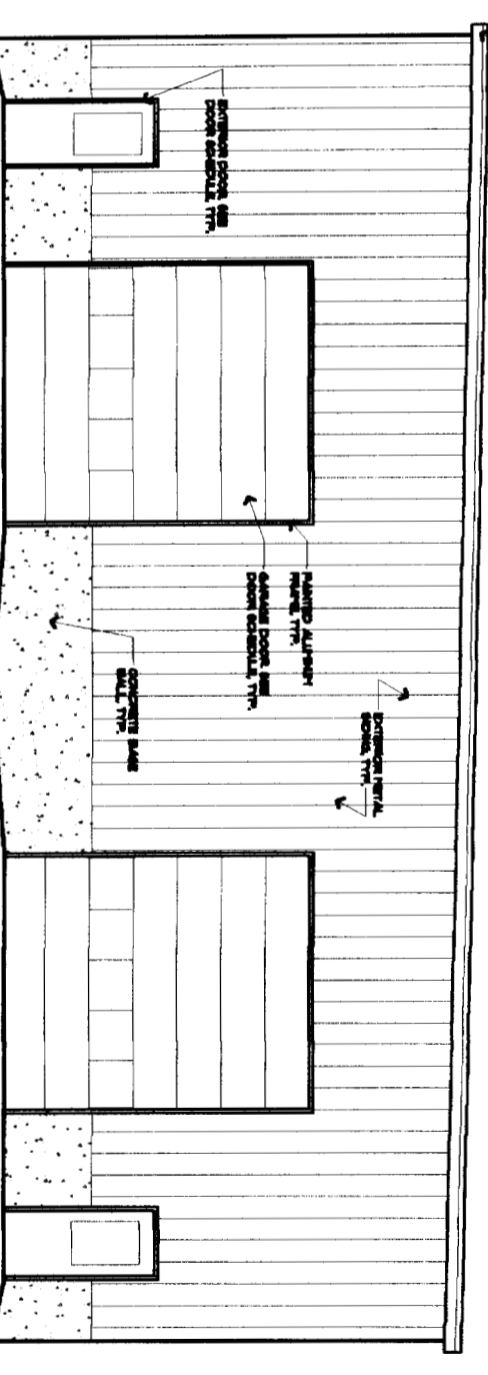 EXTERIOR DOOR, SEE
DOOR SCHEDULE, TYP.
PAINTED ALUMINUM
FRAME, TYP.
GARAGE DOOR, SEE
DOOR SCHEDULE, TYP.
CONCRETE BASE
WALL, TYP.
EXTERIOR METAL
SIDING, TYP.